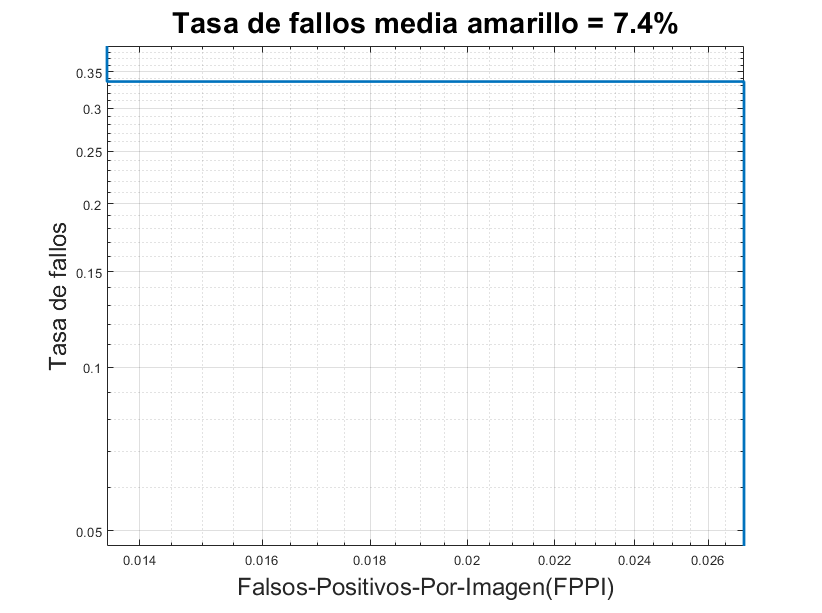 Tasa de fallos media amarillo = 7.4%
0.35
0.3
0.25
0.2
0.15
0.1
0.05
Tasa de fallos
0.014 0.016 0.018 0.02 0.022 0.024 0.026
Falsos-Positivos-Por-Imagen(FPPI)